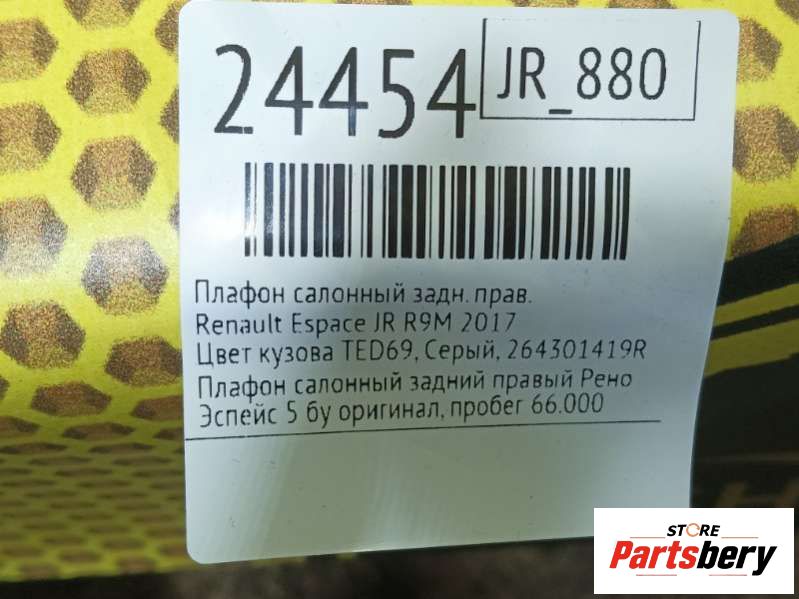 24454
JR_880
Плафон салонный задн. прав.
Renault Espace JR R9M 2017
Цвет кузова TED69, Серый, 264301419R
Плафон салонный задний правый Рено
Эспейс 5 бу оригинал, пробег 66.000
STORE
Partsbery